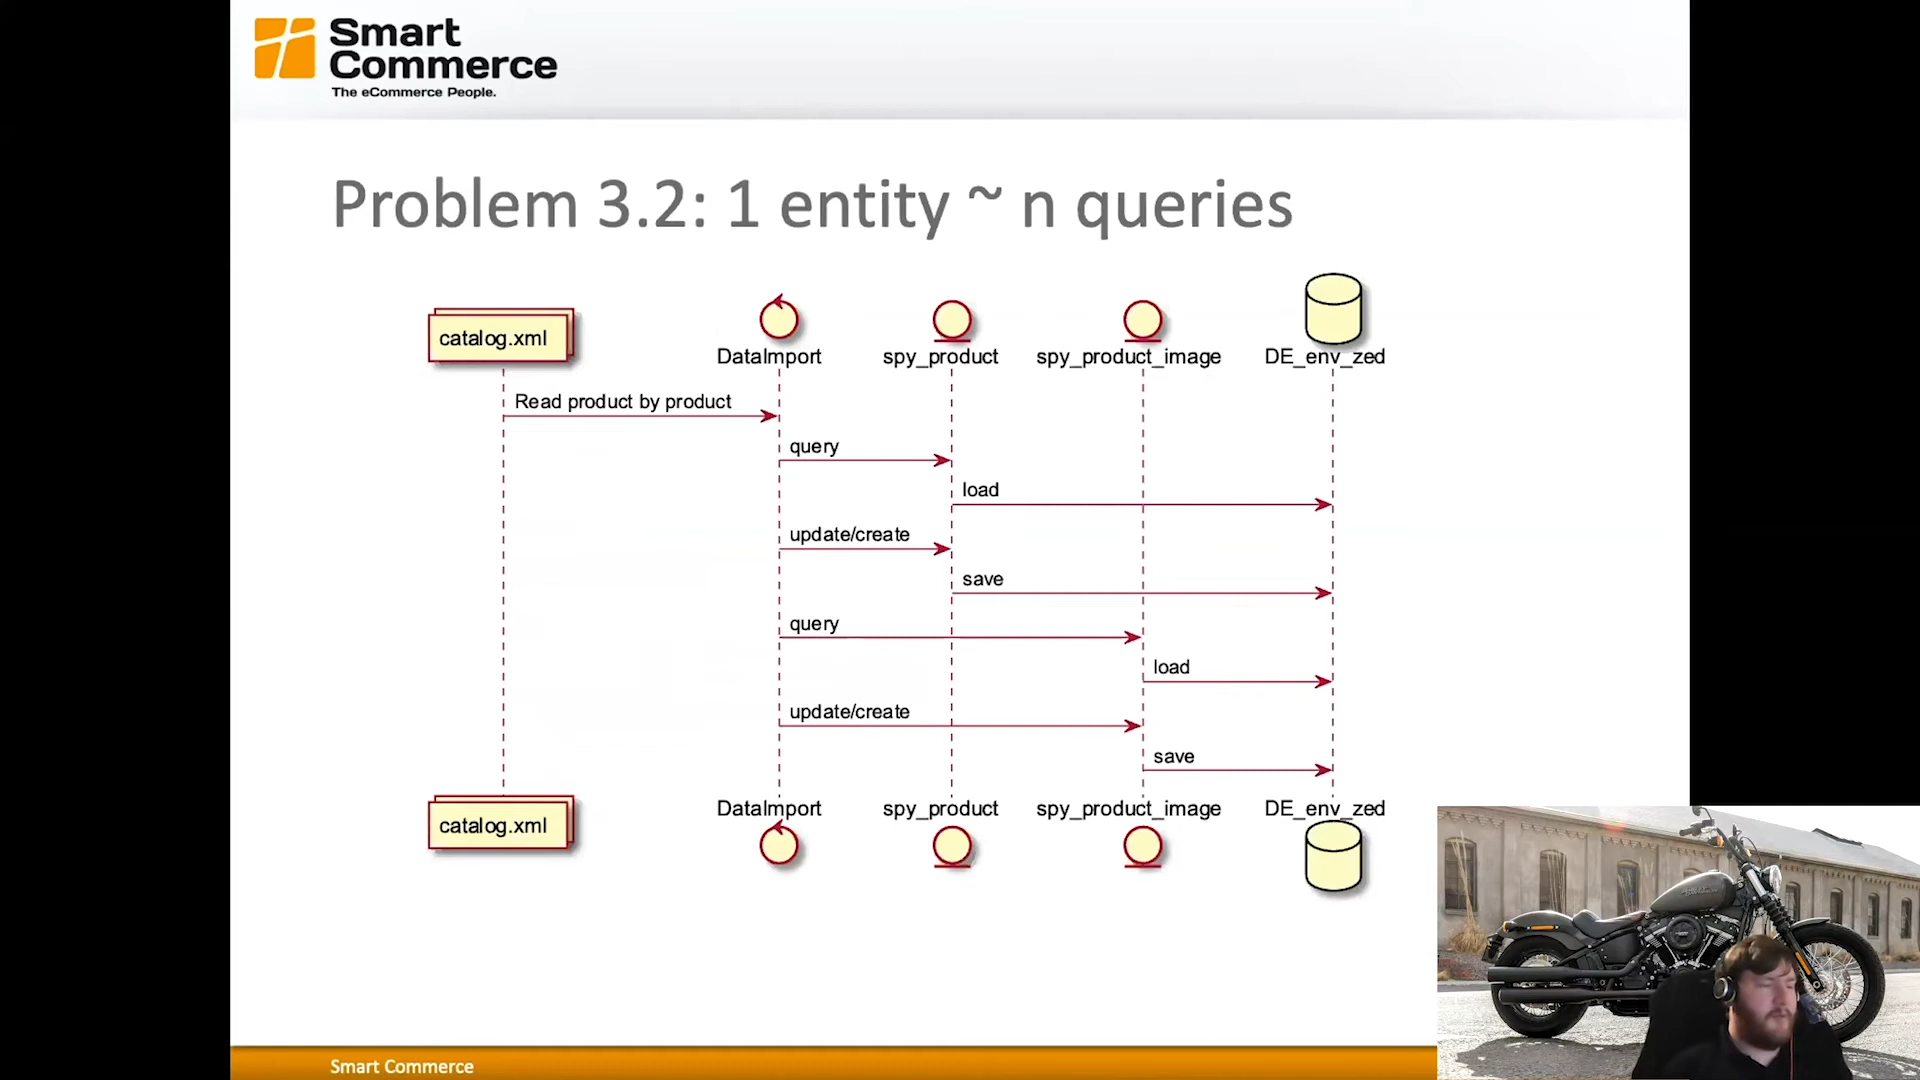 Smart
Commerce
The eCommerce People.
Problem 3.2: 1 entity ~ n queries
catalog.xml
DataImport
spy_product
spy_product_image
DE_env_zed
Read product by product
query
load
update/create
save
query
load
update/create
save
catalog.xml
DataImport
spy_product
spy_product_image
DE_env_zed
Smart Commerce